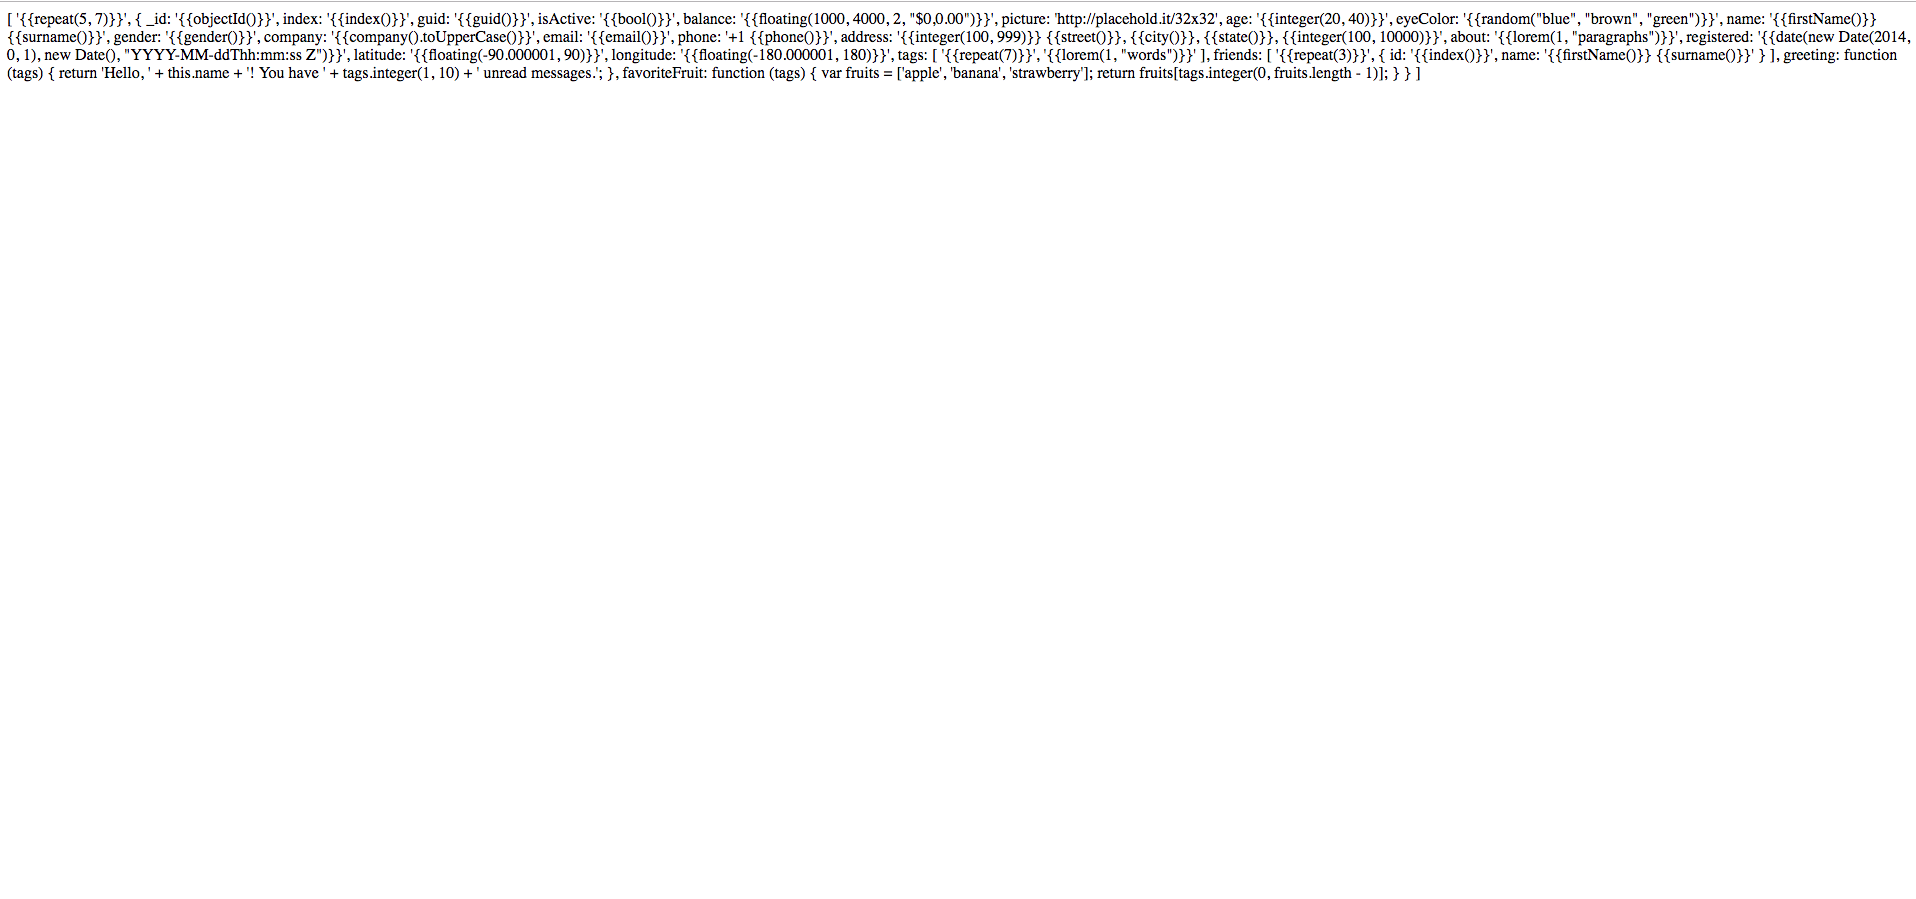 [ '{{repeat(5, 7)}}', { _id: '{{objectId()}}', index: '{{index()}}', guid: '{{guid()}}', isActive: '{{bool()}}', balance: '{{floating(1000, 4000, 2, "$0,0.00")}}', picture: 'http://placehold.it/32x32', age: '{{integer(20, 40)}}', eyeColor: '{{random("blue", "brown", "green")}}', name: '{{firstName()}}
{{surname()}}', gender: '{{gender()}}', company: '{{company().toUpperCase()}}', email: '{{email()}}', phone: '+1 {{phone()}}', address: '{{integer(100, 999)}} {{street()}}, {{city()}}, {{state()}}, {{integer(100, 10000)}}', about: '{{lorem(1, "paragraphs")}}', registered: '{{date(new Date(2014,
0, 1), new Date(), "YYYY-MM-ddThh:mm:ss Z")}}', latitude: '{{floating(-90.000001, 90)}}', longitude: '{{floating(-180.000001, 180)}}', tags: [ '{{repeat(7)}}', '{{lorem(1, "words")}}' ], friends: [ '{{repeat(3)}}', { id: '{{index()}}', name: '{{firstName()}} {{surname()}}' } ], greeting: function
(tags) { return 'Hello, ' + this.name + '! You have ' + tags.integer(1, 10) + ' unread messages.'; }, favoriteFruit: function (tags) { var fruits = ['apple', 'banana', 'strawberry']; return fruits[tags.integer(0, fruits.length - 1)]; } } ]